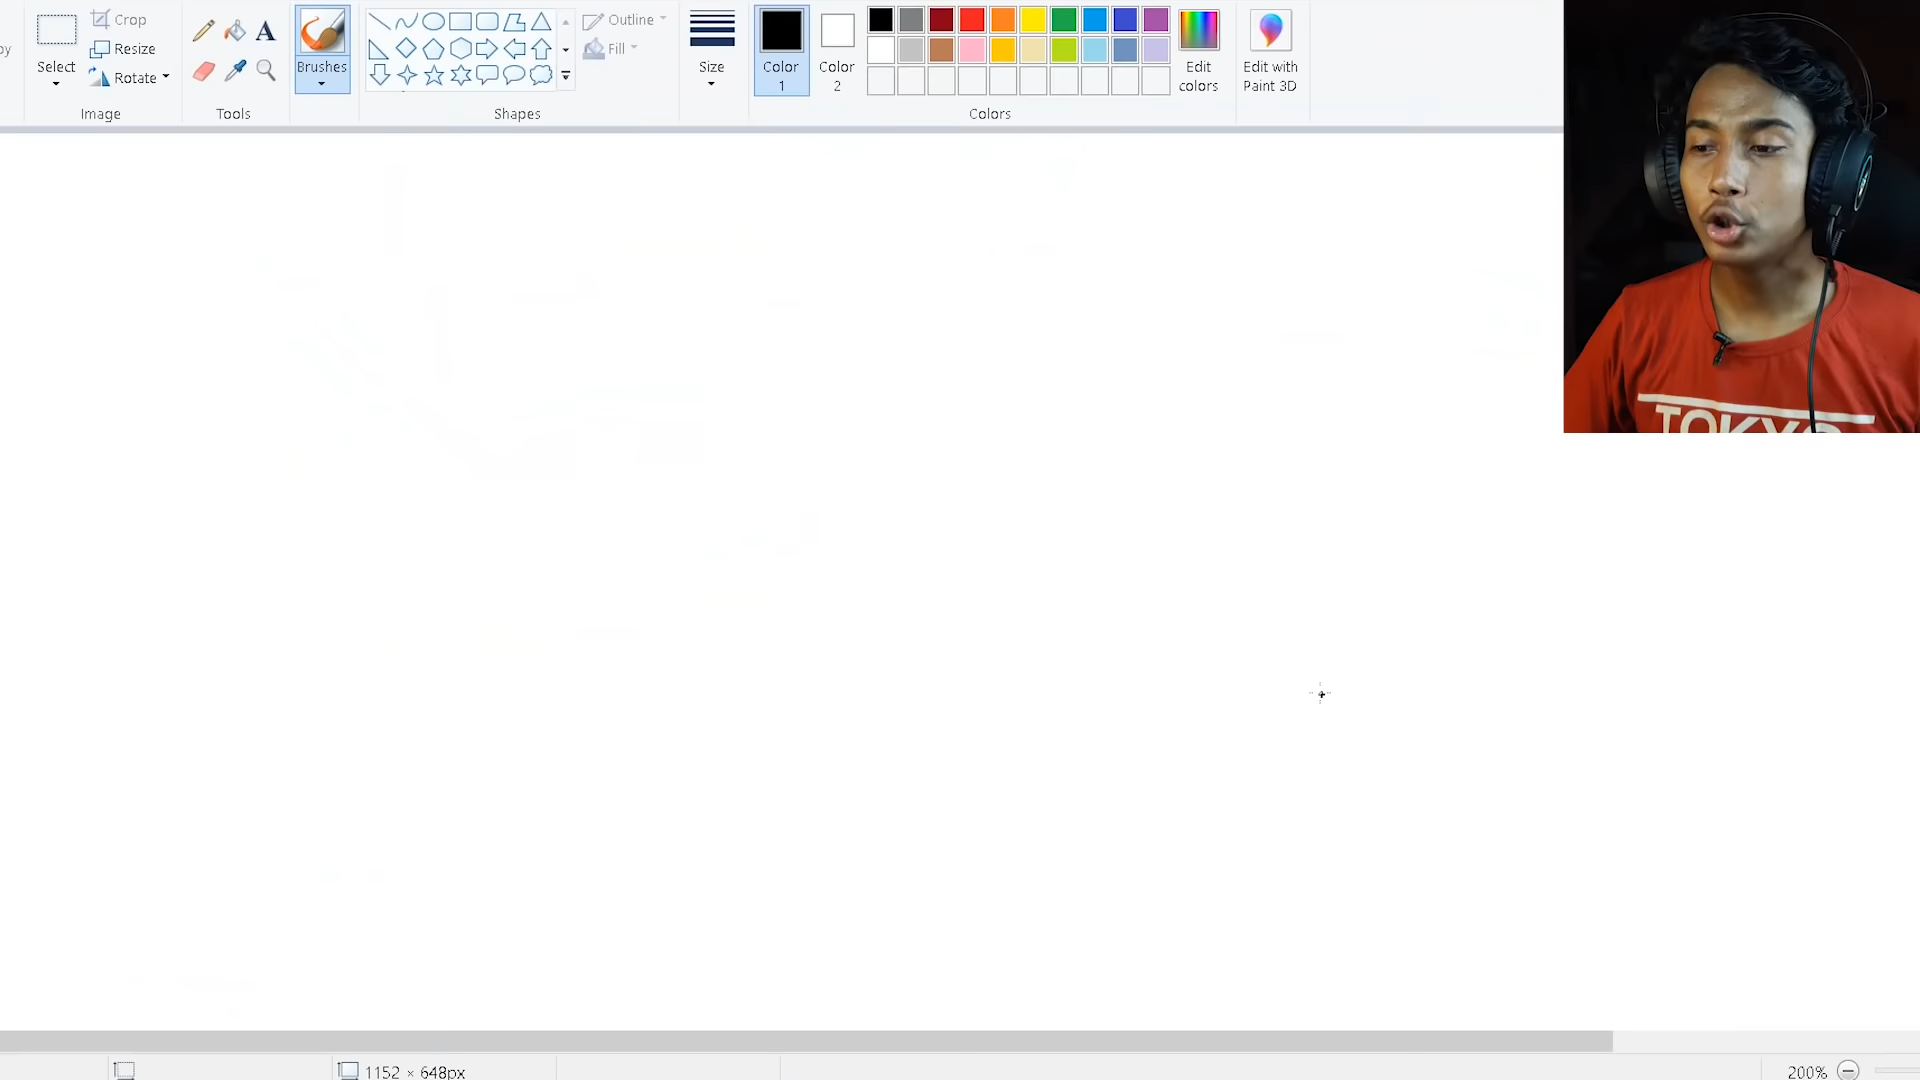 Crop
Resize
Rotate
Select
Image
A
Tools
Brushes
Shapes
Outline
Fill
Size
Color
1
Color
2
Colors
Edit
colors
Edit with
Paint 3D
TOKYO
1152 × 648px
200%